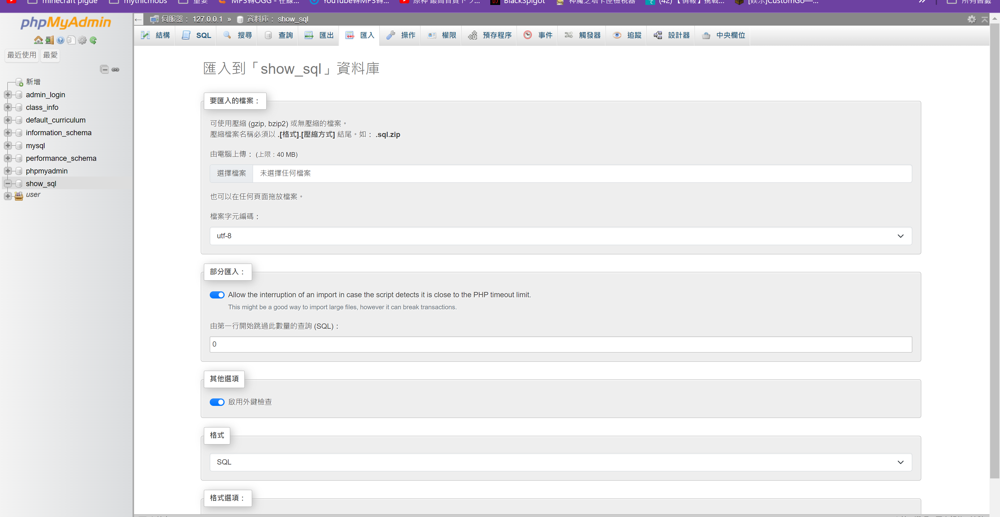 minecraft pigue
mythicmobs
重要
MP3轉OGG - 在線...
YouTube轉MP3轉...
BlackSpigot
神魔之塔卡匣檢視器
(42) 【情報】挑戰...
所有書籤
phpMyAdmin
最近使用 最愛
新增
admin_login
class_info
default_curriculum
information_schema
mysql
performance_schema
phpmyadmin
show_sql
user
伺服器： 127.0.0.1 » 資料庫： show_sql
結構 SQL 搜尋 查詢 匯出 匯入 操作 權限 預存程序 事件 觸發器 追蹤 設計器 中央欄位
匯入到「show_sql」資料庫
要匯入的檔案：
可使用壓縮 (gzip, bzip2) 或無壓縮的檔案。
壓縮檔案名稱必須以 .[格式].[壓縮方式] 結尾。如： .sql.zip
由電腦上傳： (上限：40 MB)
選擇檔案 未選擇任何檔案
也可以在任何頁面拖放檔案。
檔案字元編碼：
utf-8
部分匯入：
Allow the interruption of an import in case the script detects it is close to the PHP timeout limit.
This might be a good way to import large files, however it can break transactions.
由第一行開始跳過此數量的查詢 (SQL)：
0
其他選項
啟用外鍵檢查
格式
SQL
格式選項：